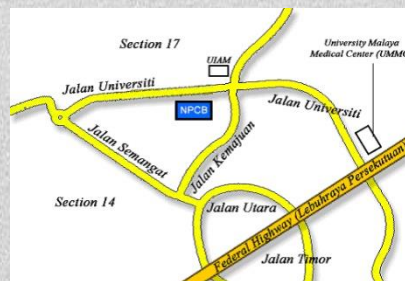 Section 17
University Malaya
Medical Center (UMMC)
UIAM
Jalan Universiti
NPCB
Jalan Universiti
Jalan Semangat
Jalan Kemajuan
Section 14
Jalan Utara
Federal Highway (Lebuhraya Persekutuan)
Jalan Timor